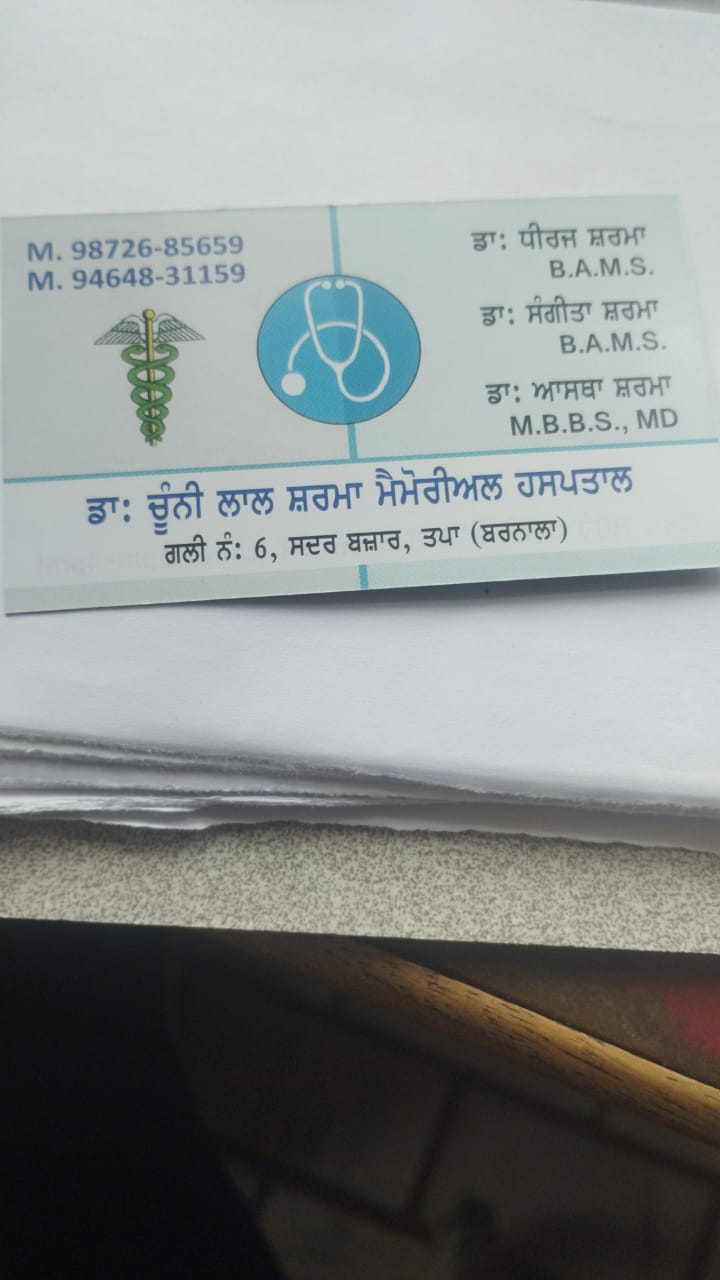 M. 98726-85659
M. 94648-31159
ਡਾ: ਧੀਰਜ ਸ਼ਰਮਾ
B.A.M.S.
ਡਾ: ਸੰਗੀਤਾ ਸ਼ਰਮਾ
B.A.M.S.
ਡਾ: ਆਸਥਾ ਸ਼ਰਮਾ
M.B.B.S., MD
ਡਾ: ਚੂੰਨੀ ਲਾਲ ਸ਼ਰਮਾ ਮੈਮੋਰੀਅਲ ਹਸਪਤਾਲ
ਗਲੀ ਨੰ: 6, ਸਦਰ ਬਜ਼ਾਰ, ਤਪਾ (ਬਰਨਾਲਾ)